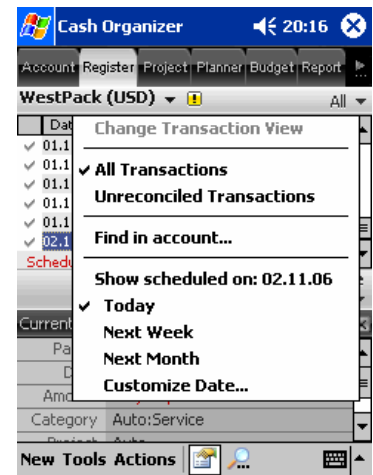 Cash Organizer 20:16
Account Register Project Planner Budget Report
WestPack (USD) All
Dat
Change Transaction View
01.1
01.1 All Transactions
01.1 Unreconciled Transactions
01.1
01.1
02.1 Find in account...
Schedu
Show scheduled on: 02.11.06
Today
Current
Next Week
Pa
Next Month
D
Customize Date...
Amo
Category Auto:Service
Project Auto
New Tools Actions